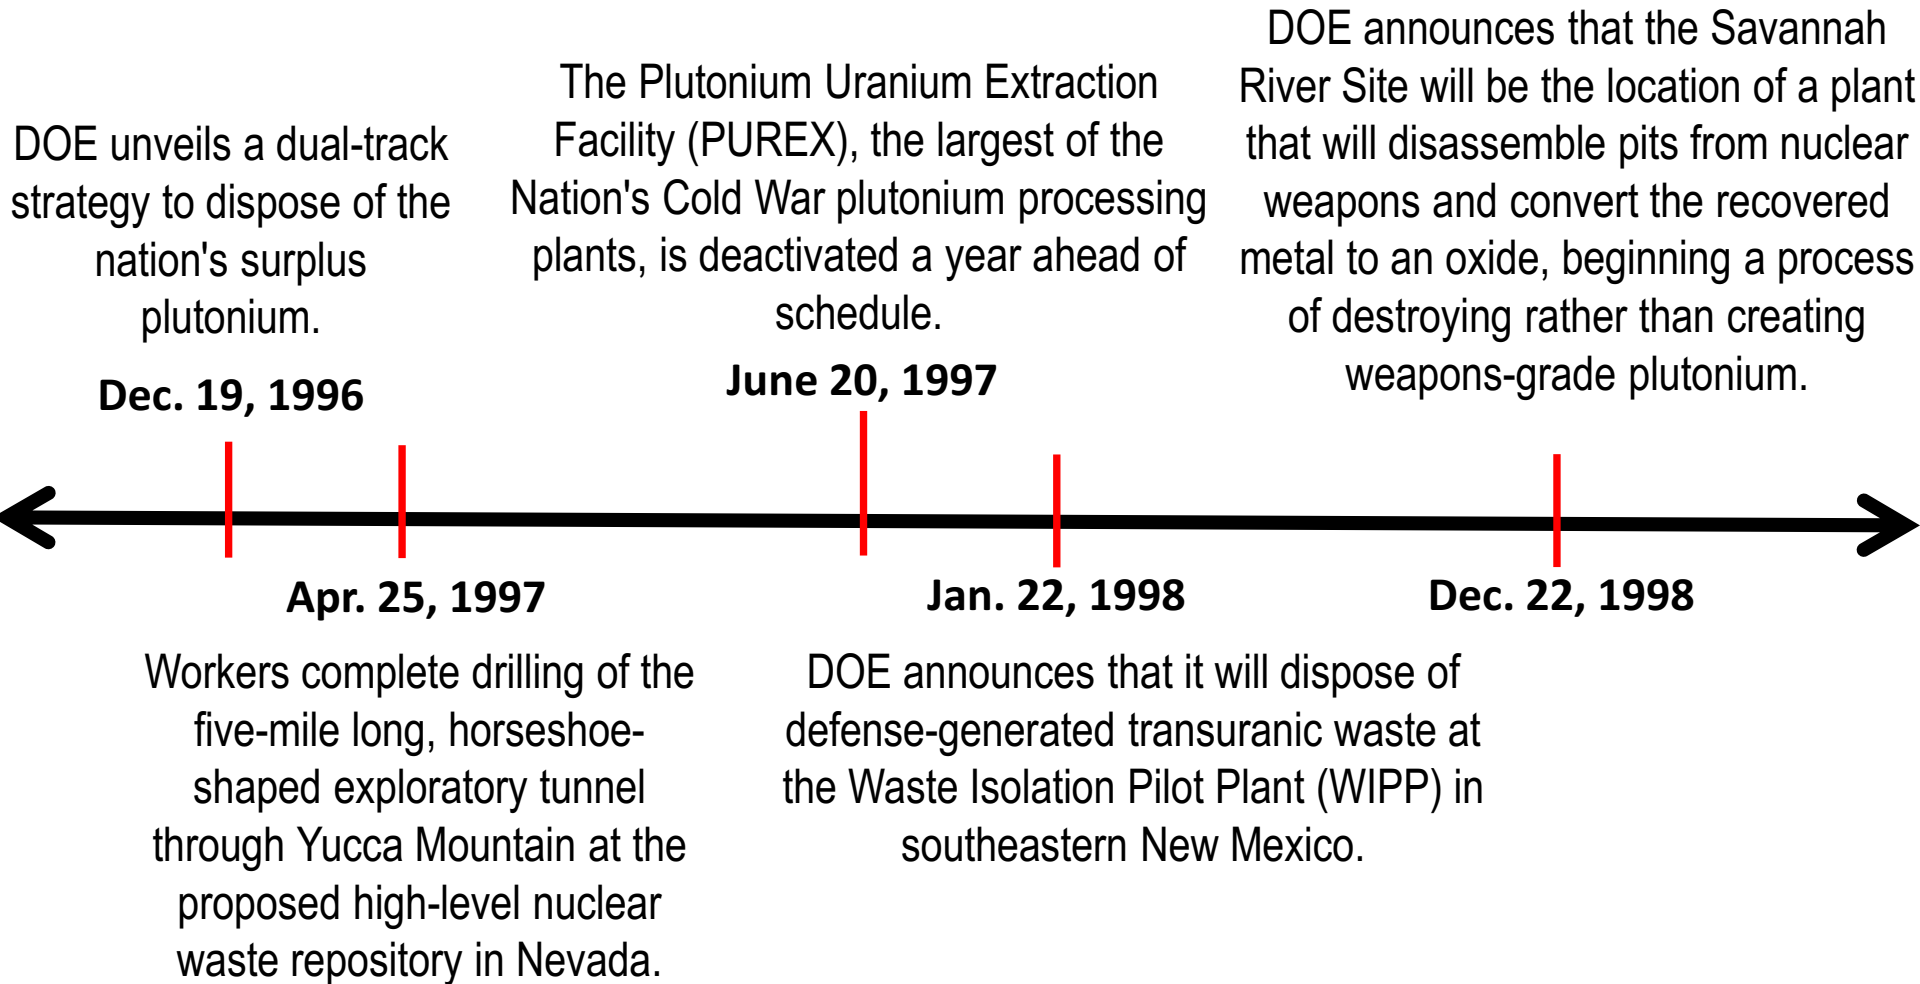 DOE unveils a dual-track
strategy to dispose of the
nation's surplus
plutonium.
Dec. 19, 1996
Apr. 25, 1997
Workers complete drilling of the
five-mile long, horseshoe-
shaped exploratory tunnel
through Yucca Mountain at the
proposed high-level nuclear
waste repository in Nevada.
The Plutonium Uranium Extraction
Facility (PUREX), the largest of the
Nation's Cold War plutonium processing
plants, is deactivated a year ahead of
schedule.
June 20, 1997
Jan. 22, 1998
DOE announces that it will dispose of
defense-generated transuranic waste at
the Waste Isolation Pilot Plant (WIPP) in
southeastern New Mexico.
DOE announces that the Savannah
River Site will be the location of a plant
that will disassemble pits from nuclear
weapons and convert the recovered
metal to an oxide, beginning a process
of destroying rather than creating
weapons-grade plutonium.
Dec. 22, 1998